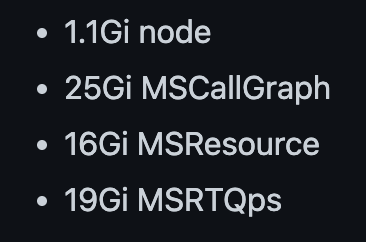 • 1.1Gi node
• 25Gi MSCallGraph
• 16Gi MSResource
• 19Gi MSRTQps